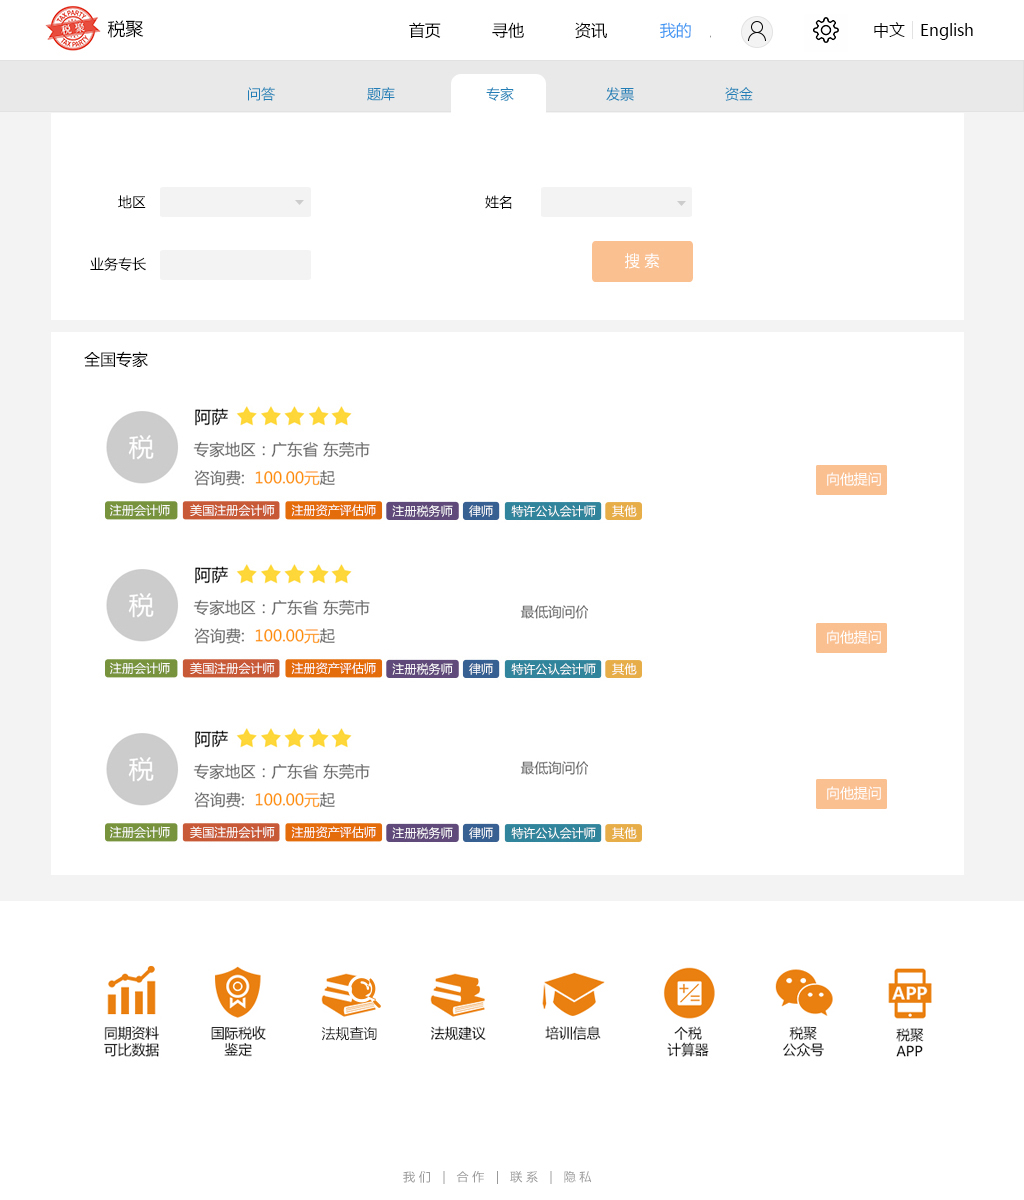 TAX PARTY 税聚 TAX PARTY
税聚 首页 寻他 资讯 我的 中文 English
问答 题库 专家 发票 资金
地区 姓名
业务专长 搜 索
全国专家
税
阿萨
专家地区：广东省 东莞市
咨询费: 100.00元起
向他提问
注册会计师 美国注册会计师 注册资产评估师 注册税务师 律师 特许公认会计师 其他
税
阿萨
专家地区：广东省 东莞市
最低询问价
咨询费: 100.00元起
向他提问
注册会计师 美国注册会计师 注册资产评估师 注册税务师 律师 特许公认会计师 其他
税
阿萨
专家地区：广东省 东莞市
最低询问价
咨询费: 100.00元起
向他提问
注册会计师 美国注册会计师 注册资产评估师 注册税务师 律师 特许公认会计师 其他
APP
同期资料
可比数据
国际税收
鉴定
法规查询
法规建议
培训信息
个税
计算器
税聚
公众号
税聚
APP
我们 | 合作 | 联系 | 隐私